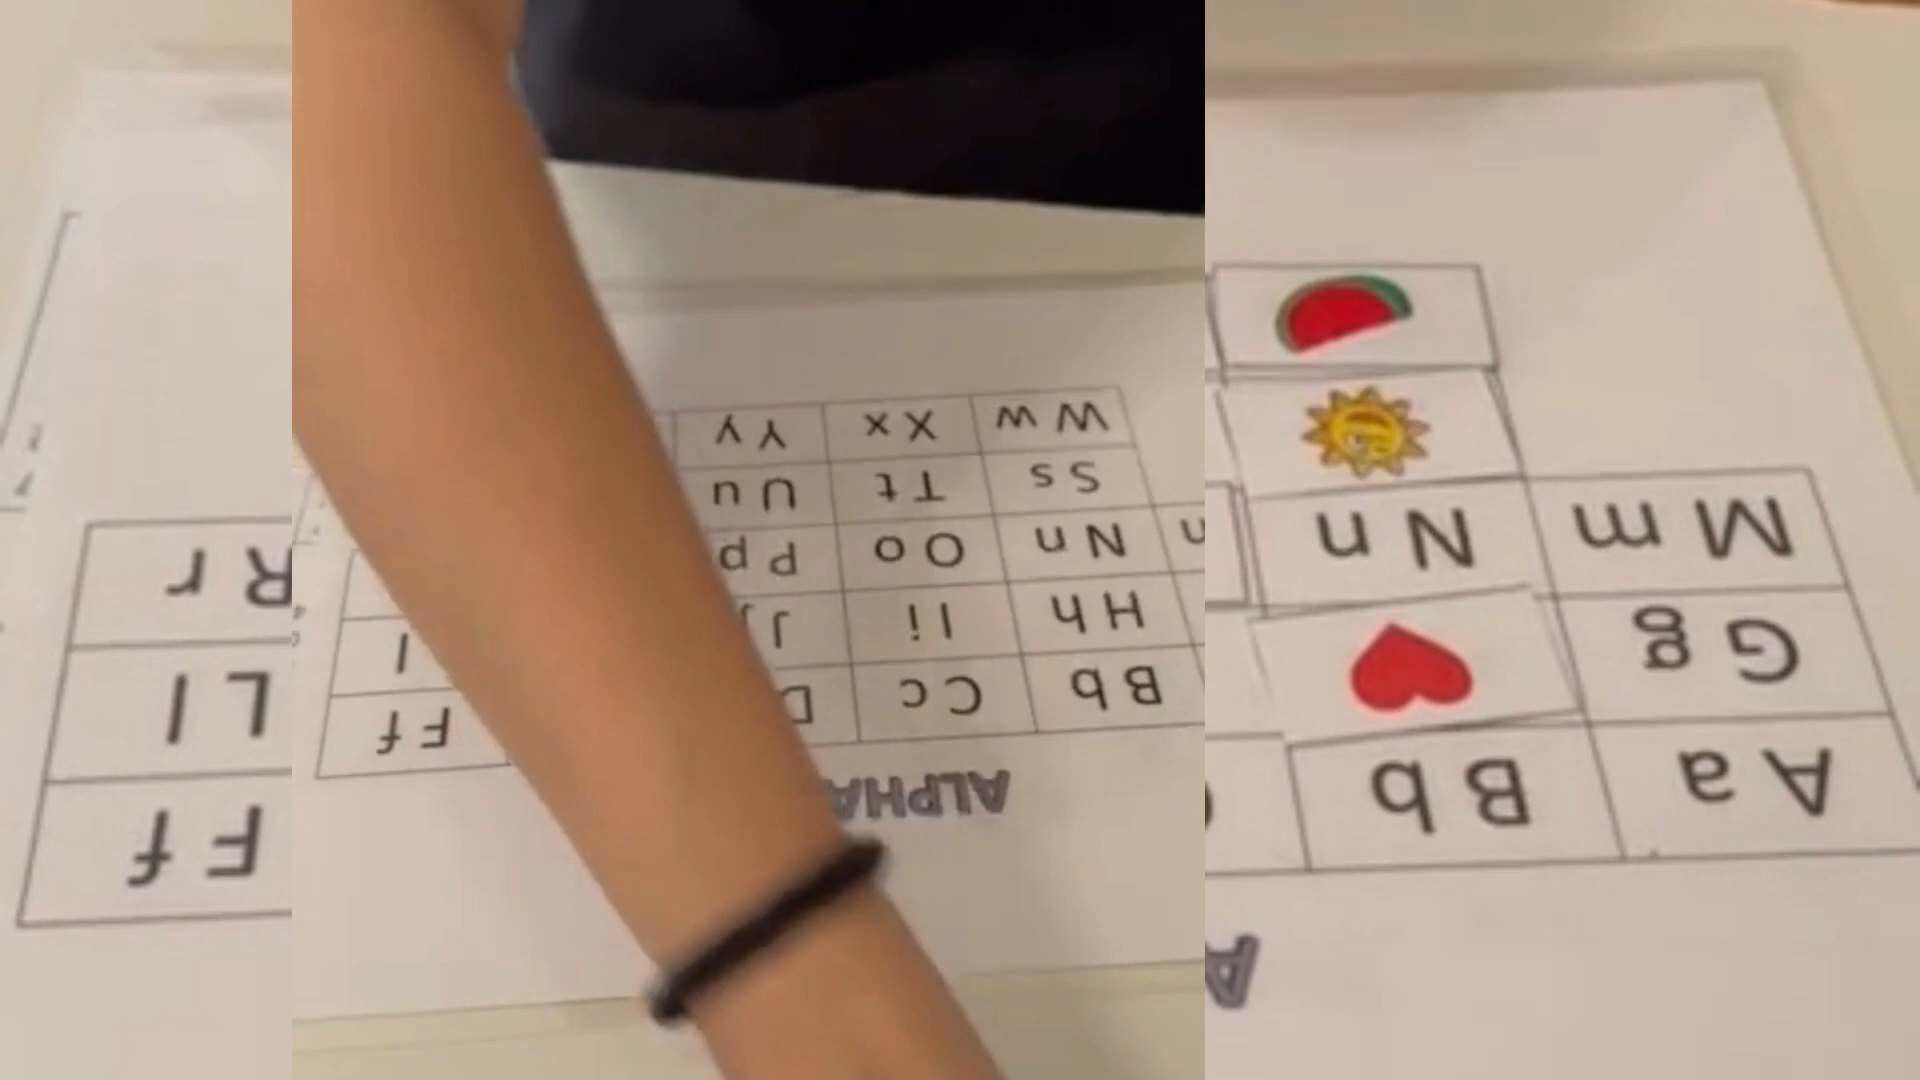 ALPHA
Ff
Ll
Rr
Ff
l
D Cc Bb
J j Ii Hh
Pp Oo Nn n
Uu Tt Ss
Yy Xx Ww
A
Aa Bb
Gg
Mm Nn